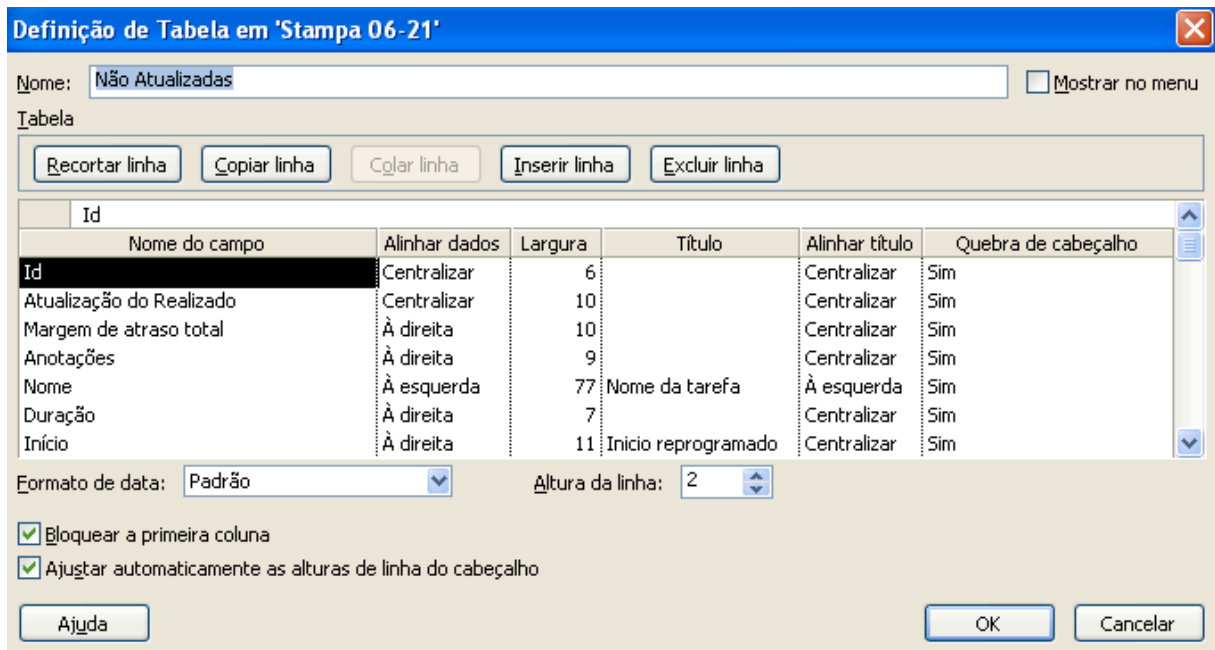 Definição de Tabela em 'Stampa 06-21'
Nome: Não Atualizadas Mostrar no menu
Tabela
Recortar linha Copiar linha Colar linha Inserir linha Excluir linha
Id
Nome do campo Alinhar dados Largura Título Alinhar título Quebra de cabeçalho
Id Centralizar 6 Centralizar Sim
Atualização do Realizado Centralizar 10 Centralizar Sim
Margem de atraso total À direita 10 Centralizar Sim
Anotações À direita 9 Centralizar Sim
Nome À esquerda 77 Nome da tarefa À esquerda Sim
Duração À direita 7 Centralizar Sim
Início À direita 11 Inicio reprogramado Centralizar Sim
Formato de data: Padrão Altura da linha: 2
Bloquear a primeira coluna
Ajustar automaticamente as alturas de linha do cabeçalho
Ajuda OK Cancelar